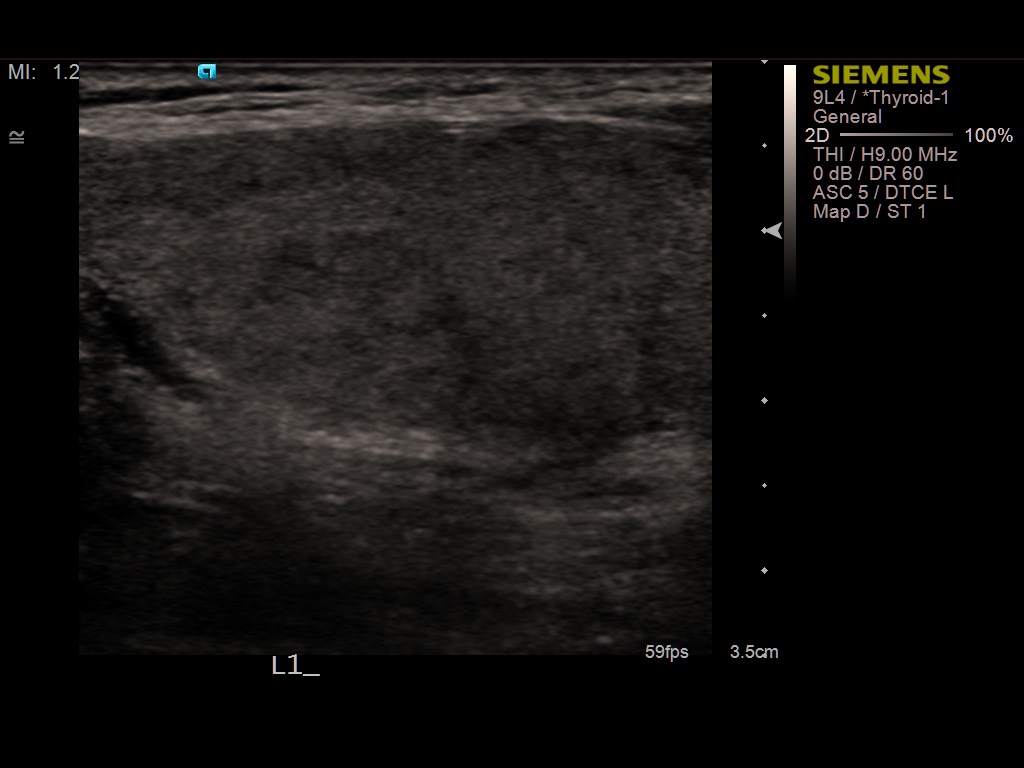 MI: 1.2
SIEMENS
9L4 / *Thyroid-1
General
2D 100%
THI / H9.00 MHz
0 dB / DR 60
ASC 5 / DTCE L
Map D / ST 1
59fps 3.5cm
L1_